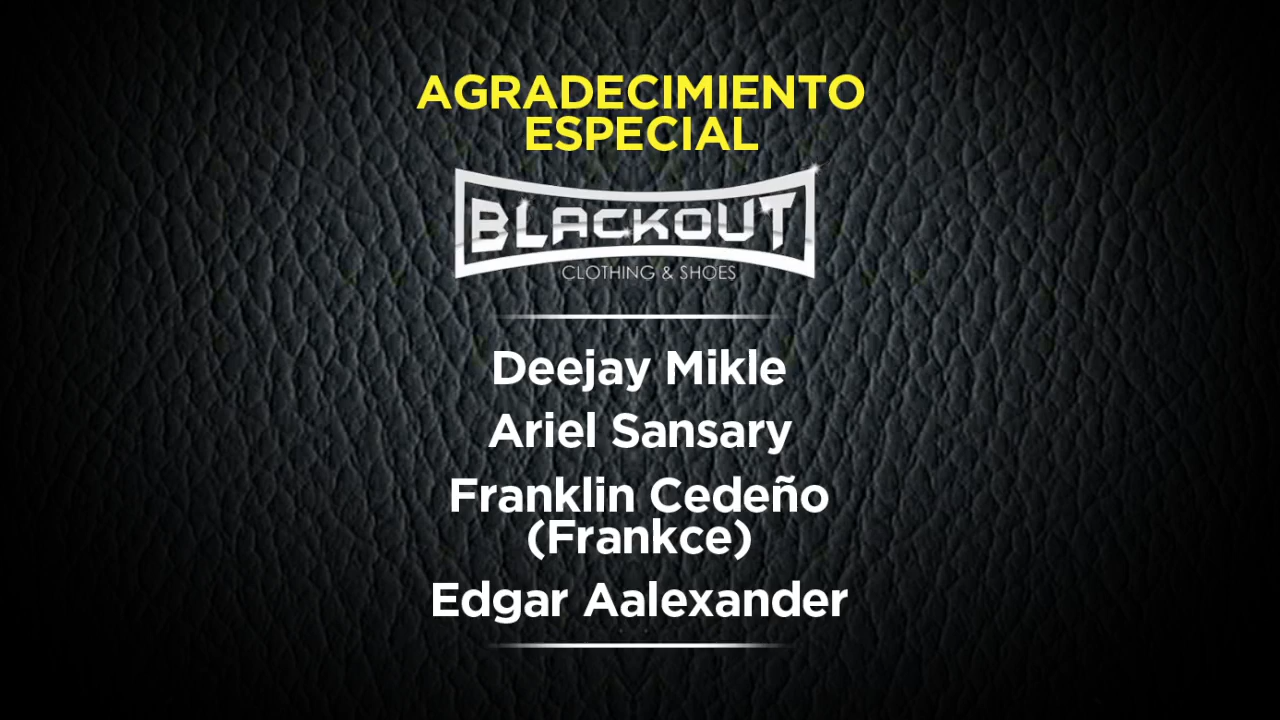 AGRADECIMIENTO
ESPECIAL
BLACKOUT
CLOTHING & SHOES
Deejay Mikle
Ariel Sansary
Franklin Cedeño
(Frankce)
Edgar Aalexander